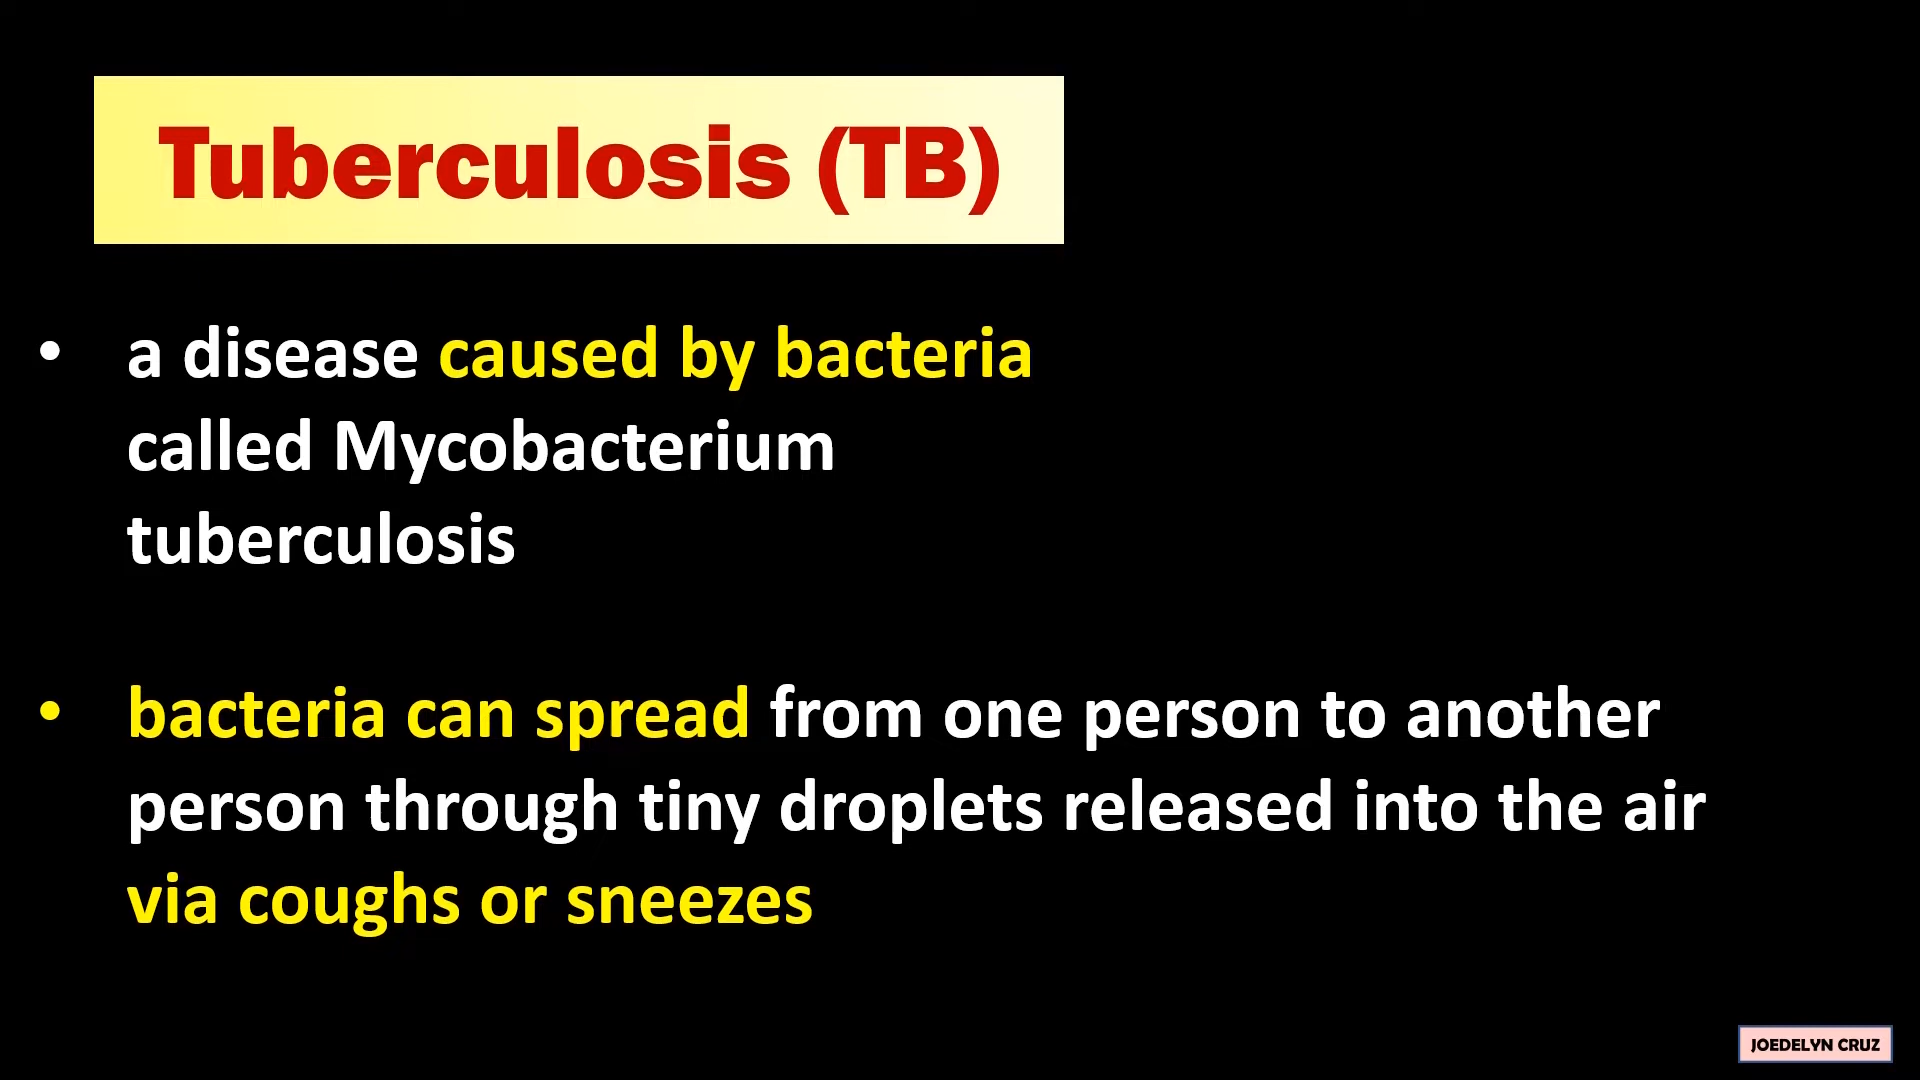 Tuberculosis (TB)
• a disease caused by bacteria
called Mycobacterium
tuberculosis
• bacteria can spread from one person to another
person through tiny droplets released into the air
via coughs or sneezes
JOEDELYN CRUZ